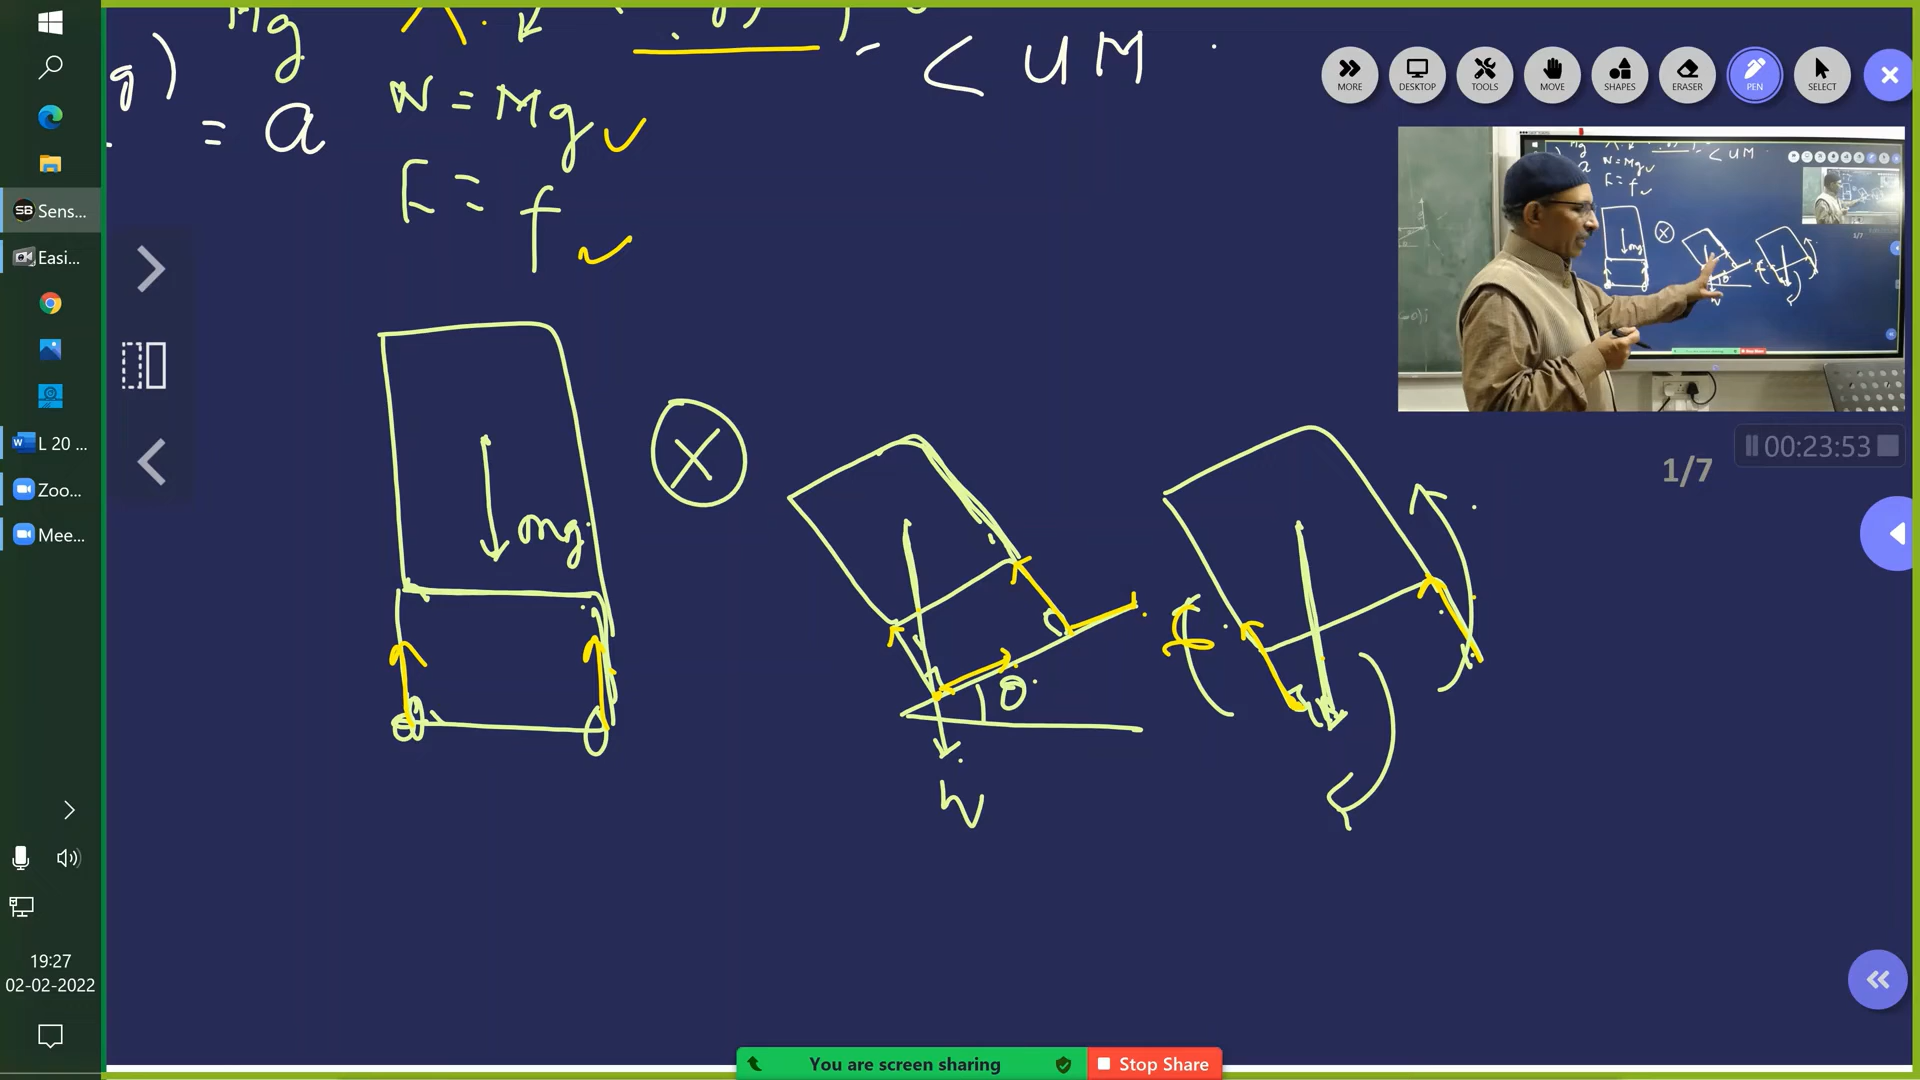 Mg
g)
= a
N = Mg
F = f
< UM
mg
θ
W
MORE
DESKTOP
TOOLS
MOVE
SHAPES
ERASER
PEN
SELECT
00:23:53
1/7
Sens...
Easi...
L 20 ...
Zoo...
Mee...
19:27
02-02-2022
You are screen sharing
Stop Share